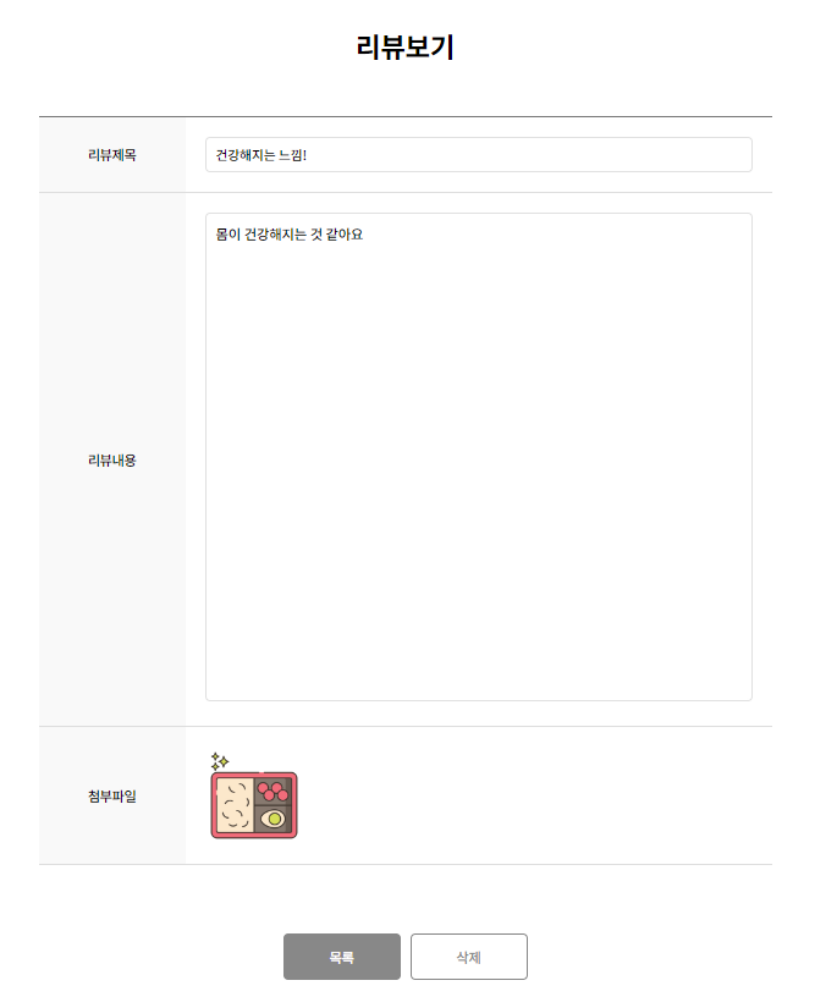 리뷰보기
리뷰제목
건강해지는 느낌!
리뷰내용
몸이 건강해지는 것 같아요
첨부파일
목록
삭제